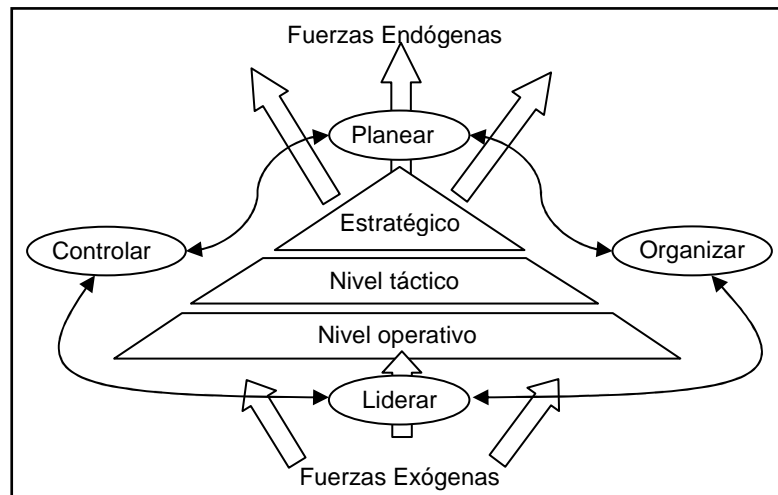 Fuerzas Endógenas
Planear
Estratégico
Controlar
Organizar
Nivel táctico
Nivel operativo
Liderar
Fuerzas Exógenas